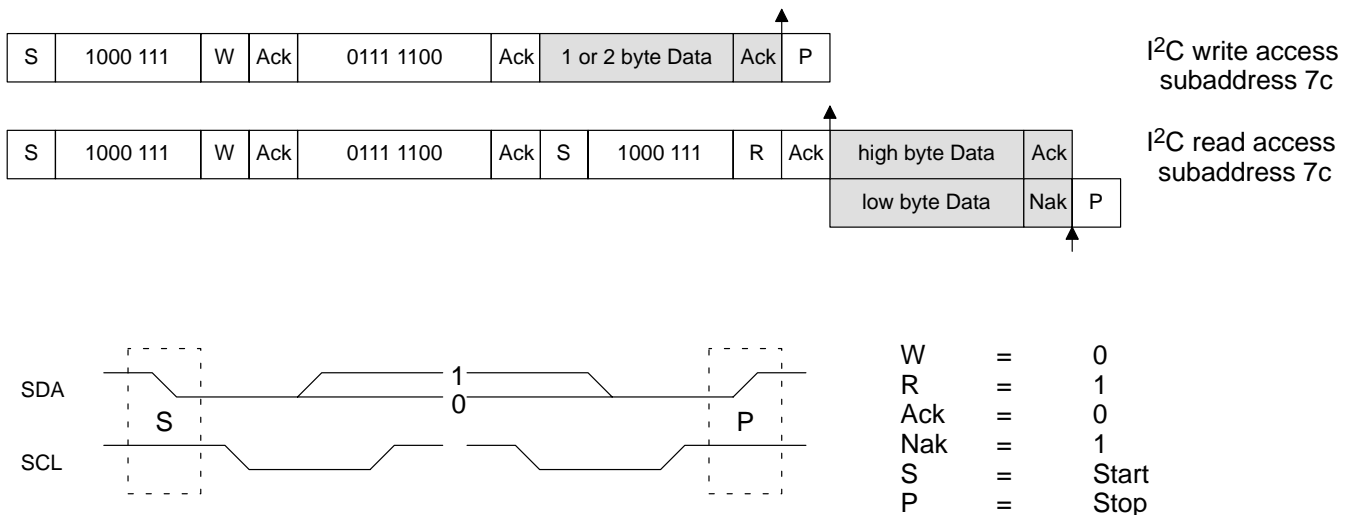 S 1000 111 W Ack 0111 1100 Ack 1 or 2 byte Data Ack P
I2C write access
subaddress 7c
S 1000 111 W Ack 0111 1100 Ack S 1000 111 R Ack high byte Data Ack
I2C read access
subaddress 7c
low byte Data Nak P
SDA 1
0
S P
SCL
W = 0
R = 1
Ack = 0
Nak = 1
S = Start
P = Stop